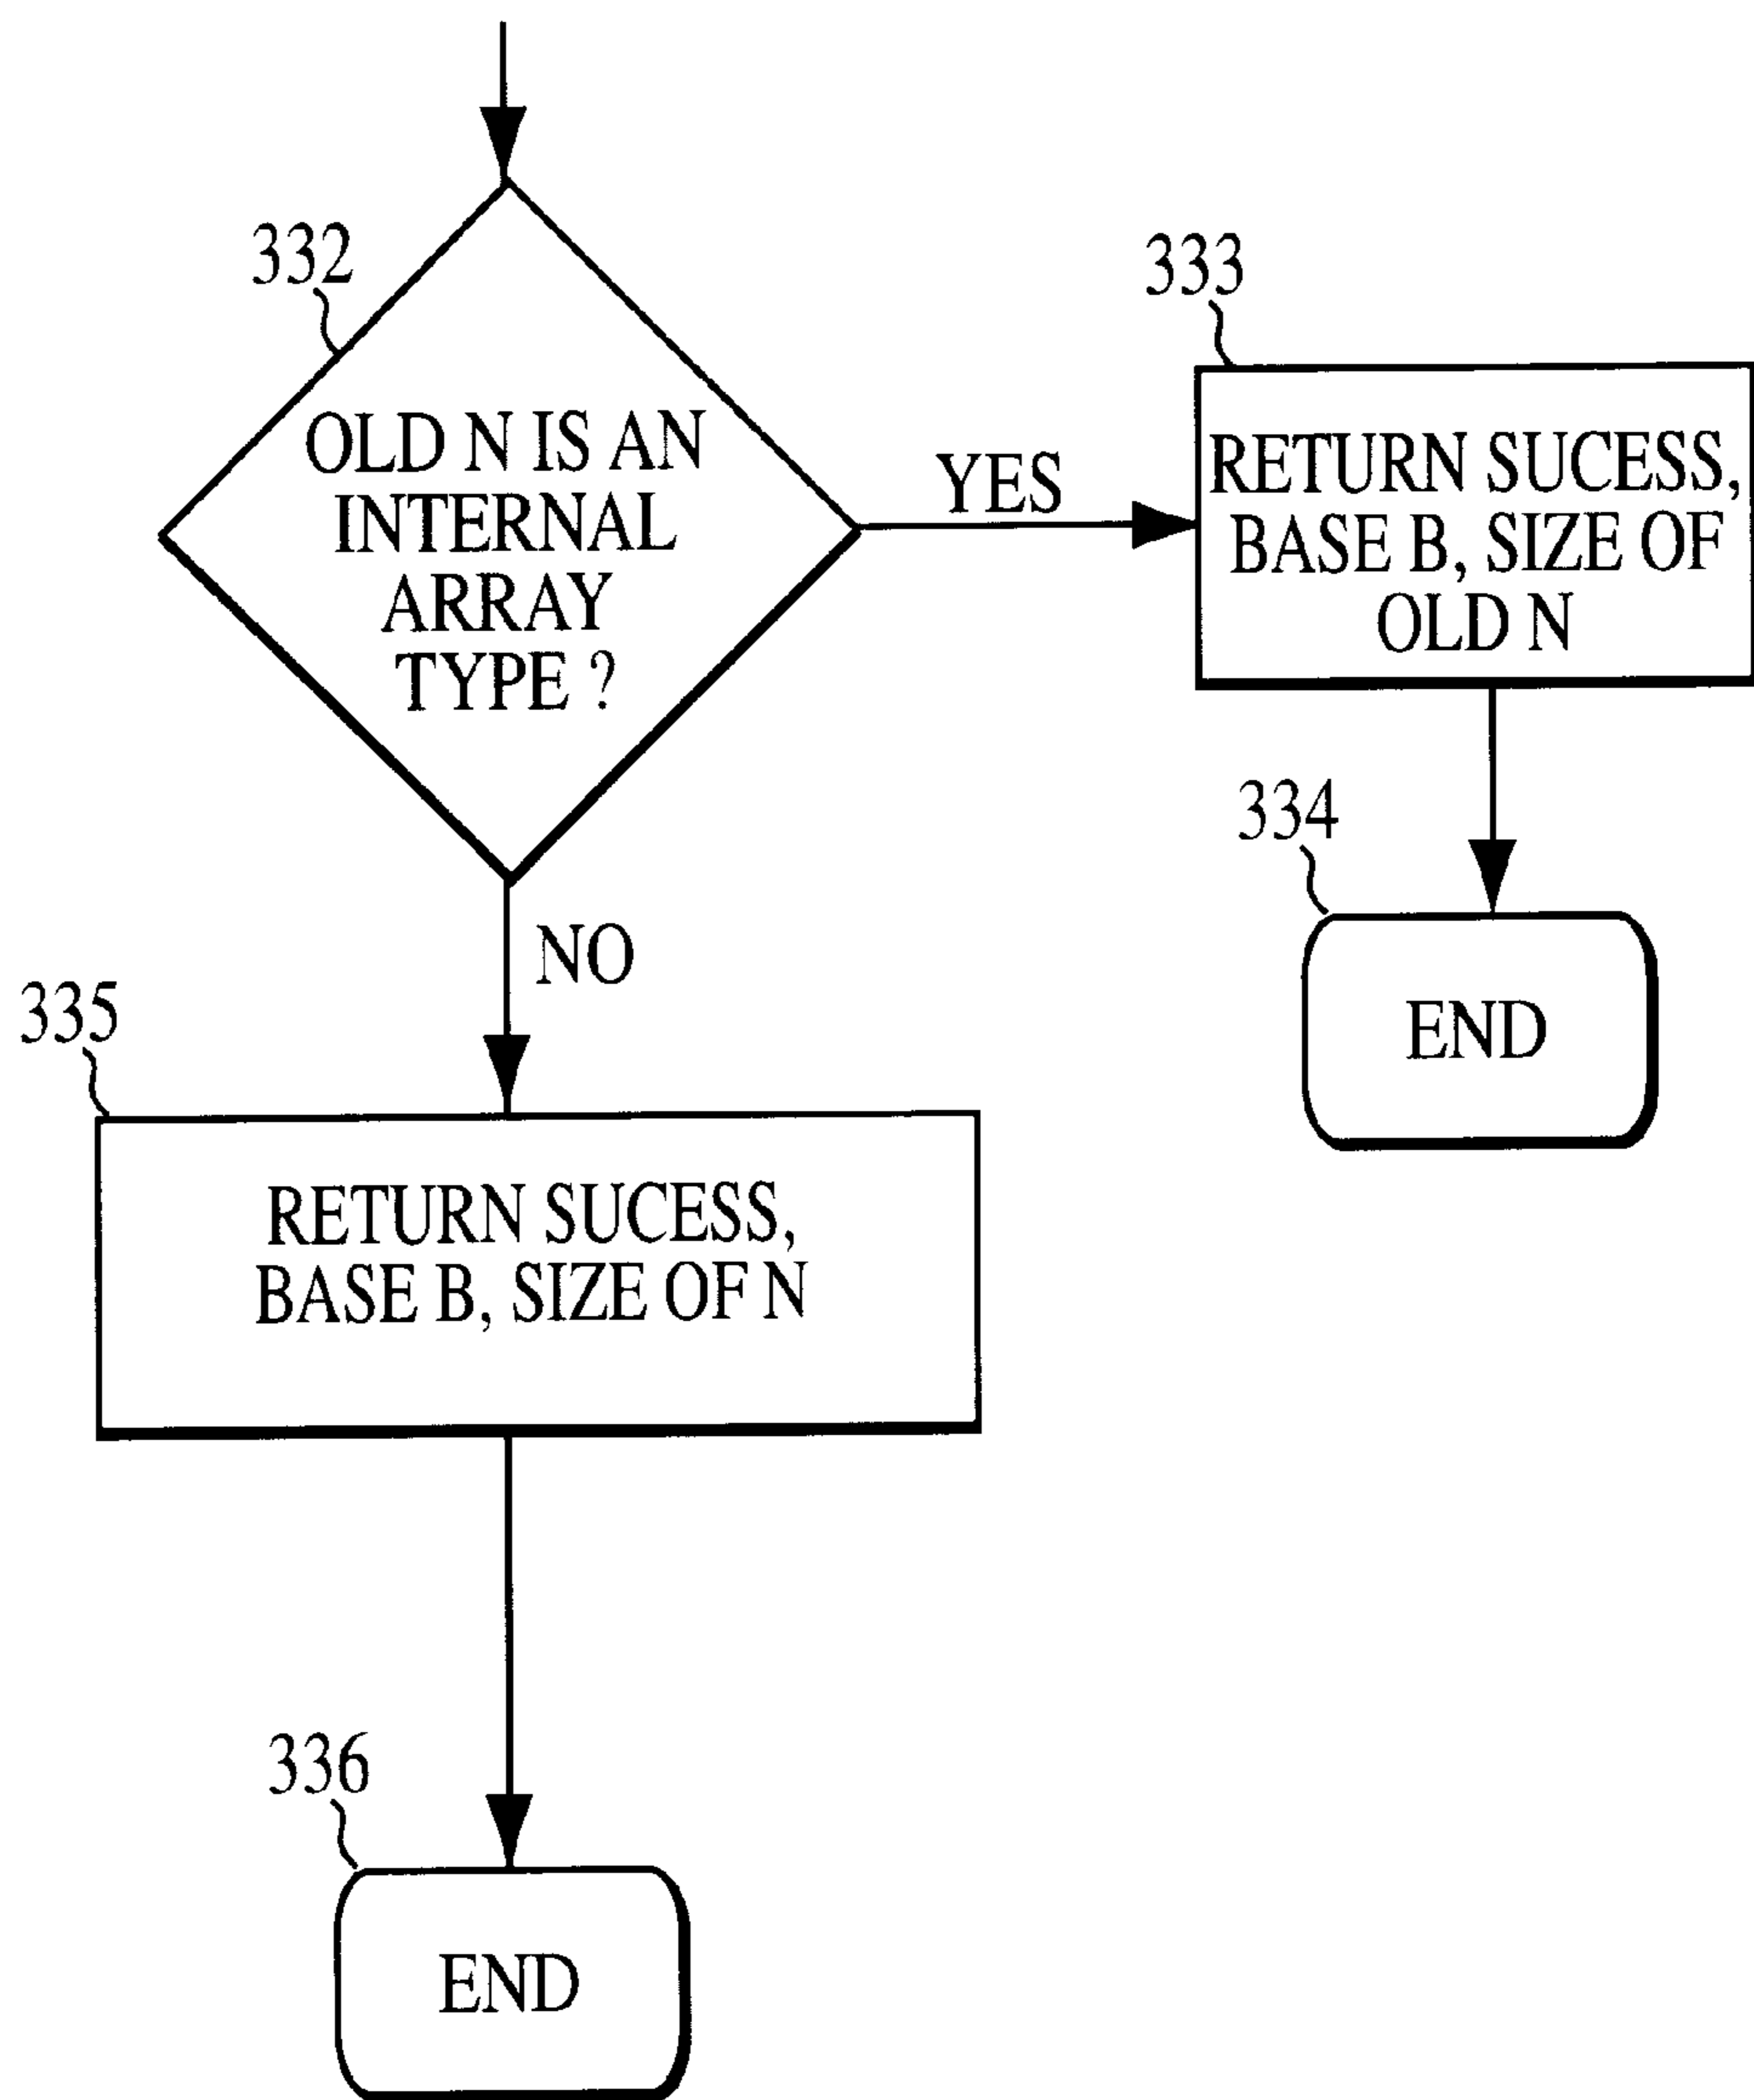 332
OLD N IS AN
INTERNAL
ARRAY
TYPE ?
YES
333
RETURN SUCESS,
BASE B, SIZE OF
OLD N
334
END
NO
335
RETURN SUCESS,
BASE B, SIZE OF N
336
END